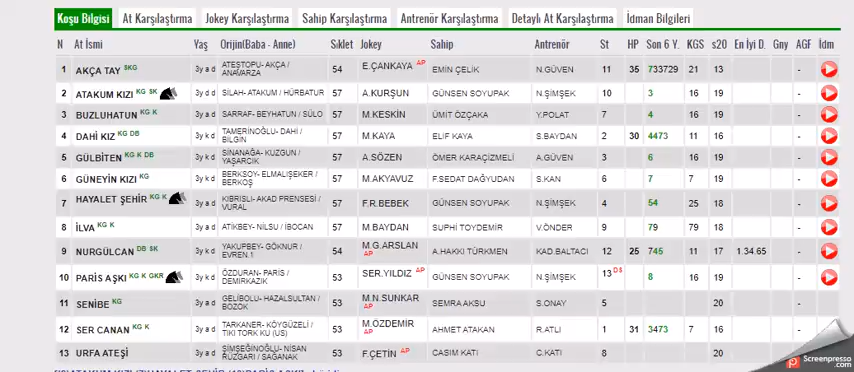 Koşu Bilgisi At Karşılaştırma Jokey Karşılaştırma Sahip Karşılaştırma Antrenör Karşılaştırma Detaylı At Karşılaştırma İdman Bilgileri
N At İsmi Yaş Orijin(Baba - Anne) Sıklet Jokey Sahip Antrenör St HP Son 6 Y. KGS s20 En İyi D. Gny AGF İdm
1 AKÇA TAY SKG 3y a d ATEŞTOPU- AKÇA / ANAVARZA 54 E.ÇANKAYA AP EMİN ÇELİK N.GÜVEN 11 35 733729 21 13 -
2 ATAKUM KIZI KG SK 3y d d SILAH- ATAKUM / HÜRBATUR 57 A.KURŞUN GÜNSEN SOYUPAK N.ŞİMŞEK 10 3 16 19 -
3 BUZLUHATUN KG K 3y a d SARRAF- BEYHATUN / SÜLO 57 M.KESKİN ÜMİT ÖZÇAKA Y.POLAT 7 4 16 19 -
4 DAHİ KIZ KG DB 3y k d TAMERİNOĞLU- DAHİ / BİLGİN 57 M.KAYA ELİF KAYA S.BAYDAN 2 30 4473 16 19 -
5 GÜLBİTEN KG K DB 3y k d SİNANAĞA- KUZGUN / YAŞARCIK 57 A.SÖZEN ÖMER KARAÇİZMELİ A.GÜVEN 3 6 16 19 -
6 GÜNEYİN KIZI KG 3y k d BERKSOY- ELMALIŞEKER / BERKOŞ 57 M.AKYAVUZ F.SEDAT DAĞYUDAN S.KAN 6 7 7 19 -
7 HAYALET ŞEHİR KG K 3y a d KIBRISLI- AKAD PRENSESİ / VURAL 57 F.R.BEBEK GÜNSEN SOYUPAK N.ŞİMŞEK 4 54 25 18 -
8 İLVA KG K 3y a d ATİKBEY- NİLSU / İBOCAN 57 M.BAYDAN SUPHİ TOYDEMİR V.ÖNDER 9 79 79 18 -
9 NURGÜLCAN DB SK 3y k d YAKUPBEY- GÖKNUR / EVREN.1 54 M.G.ARSLAN AP A.HAKKI TÜRKMEN KAD.BALTACI 12 25 745 11 17 1.34.65 -
10 PARİS AŞKI KG K GKR 3y k d ÖZDURAN- PARİS / DEMİRKAZIK 53 SER.YILDIZ AP GÜNSEN SOYUPAK N.ŞİMŞEK 13 DS 8 16 19 -
11 SENİBE KG 3y a d GELİBOLU- HAZALSULTAN / BOZOK 53 M.N.SUNKAR AP SEMRA AKSU S.ONAY 5 20 -
12 SER CANAN KG K 3y a d TARKANER- KÖYGÜZELİ / TIKI TORK KU (US) 53 M.ÖZDEMİR AP AHMET ATAKAN R.ATLI 1 31 3473 7 16 -
13 URFA ATEŞİ 3y a d ŞİMŞEĞİNOĞLU- NİSAN RÜZGARI / SAĞANAK 53 F.ÇETİN AP CASIM KATI C.KATI 8 20
Screenpresso
.com